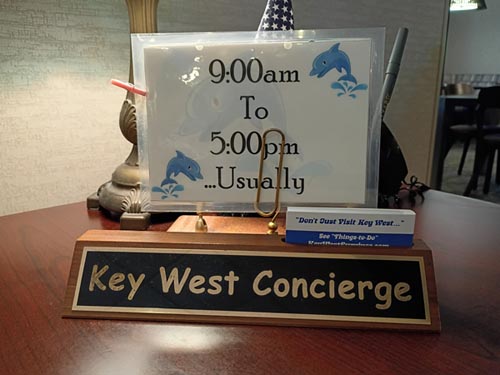 9:00am
To
5:00pm
...Usually
"Don't Just Visit Key West..."
See "Things-to-Do"
Key West Concierge